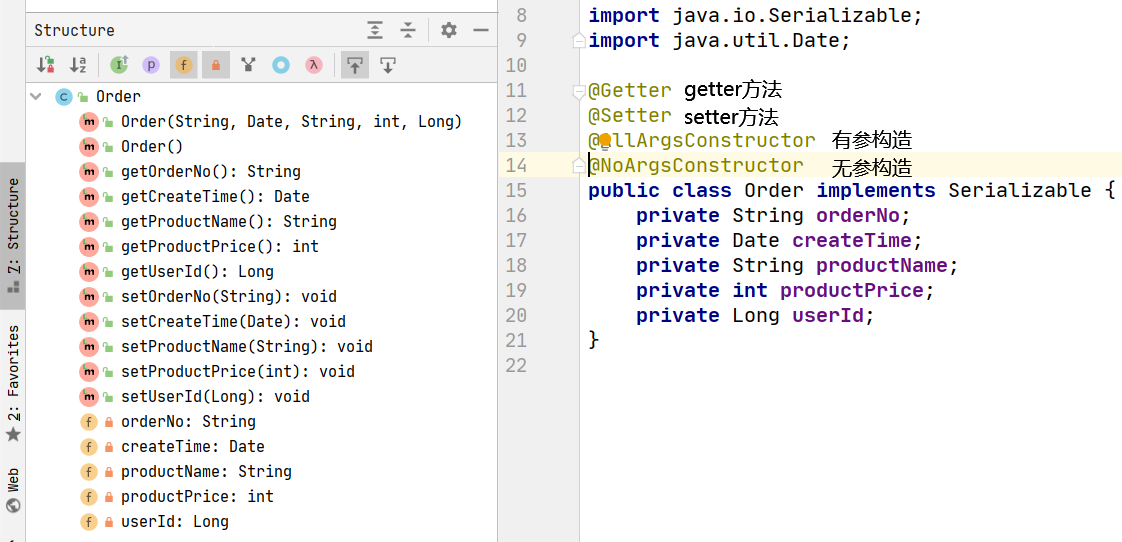 Structure
Order
Order(String, Date, String, int, Long)
Order()
getOrderNo(): String
getCreateTime(): Date
getProductName(): String
getProductPrice(): int
getUserId(): Long
setOrderNo(String): void
setCreateTime(Date): void
setProductName(String): void
setProductPrice(int): void
setUserId(Long): void
orderNo: String
createTime: Date
productName: String
productPrice: int
userId: Long
7: Structure
2: Favorites
Web
8 import java.io.Serializable;
9 import java.util.Date;
10
11 @Getter getter方法
12 @Setter setter方法
13 @AllArgsConstructor 有参构造
14 @NoArgsConstructor 无参构造
15 public class Order implements Serializable {
16 private String orderNo;
17 private Date createTime;
18 private String productName;
19 private int productPrice;
20 private Long userId;
21 }
22